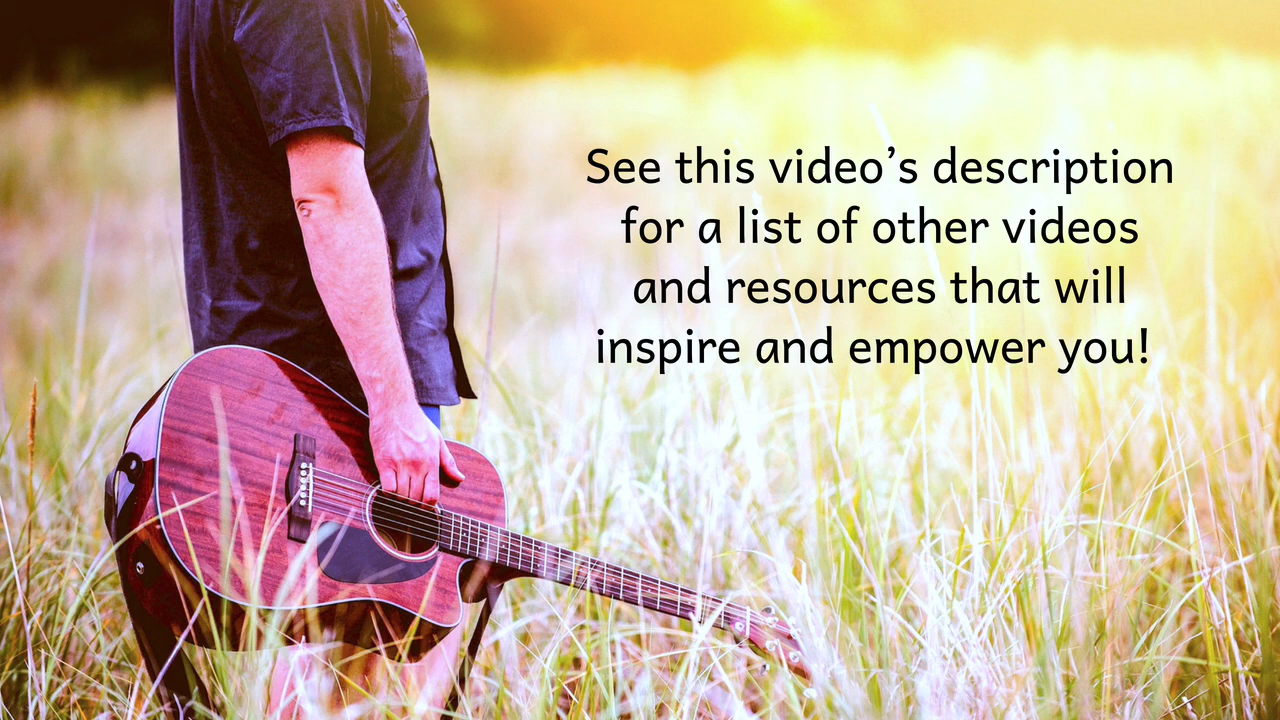 See this video’s description
for a list of other videos
and resources that will
inspire and empower you!